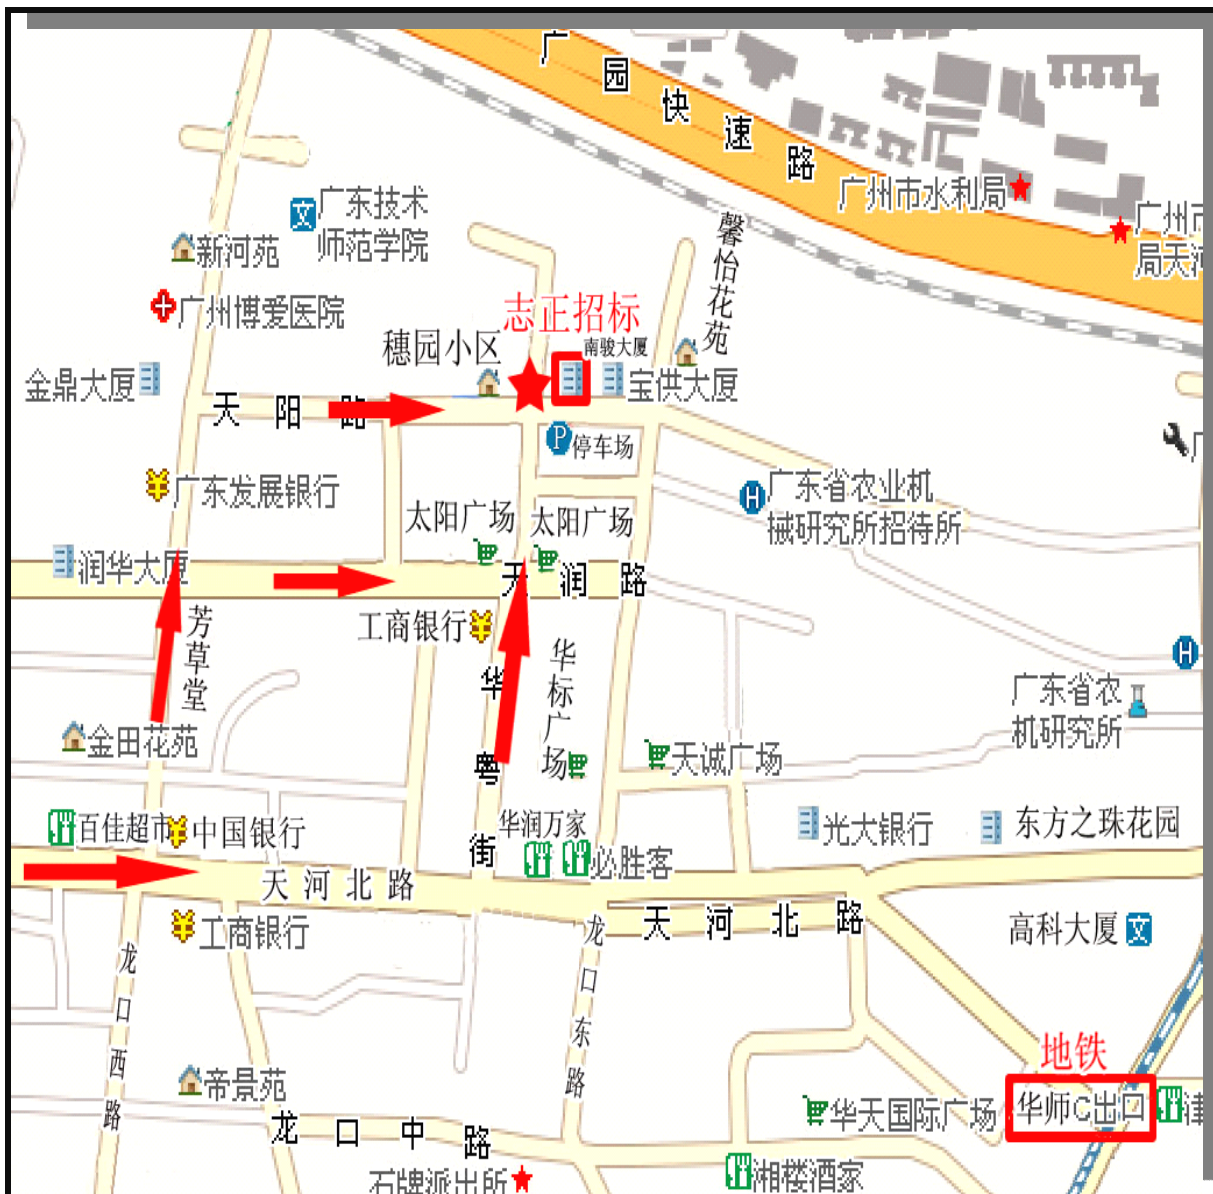 广园快速路
广州市水利局
广州市
局天河
广东技术
师范学院
新河苑
馨怡花苑
广州博爱医院
志正招标
穗园小区
南骏大厦
金鼎大厦
宝供大厦
天阳路
停车场
广东发展银行
广东省农业机
械研究所招待所
太阳广场
太阳广场
润华大厦
天润路
芳草堂
工商银行
华标广场
华粤街
广东省农
机研究所
金田花苑
天诚广场
百佳超市
中国银行
华润万家
光大银行
东方之珠花园
必胜客
天河北路
天河北路
工商银行
高科大厦
龙口西路
龙口东路
地铁
帝景苑
华天国际广场
华师C出口
龙口中路
石牌派出所
湘楼酒家